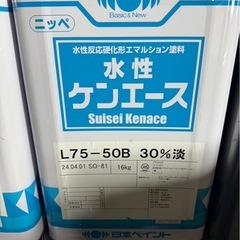 Basic & New
ニッペ
水性反応硬化形エマルション塗料
水性
ケンエース
Suisei Kenace
L75-50B 30%淡
24.04.01 SO-81
16kg
日本ペイント